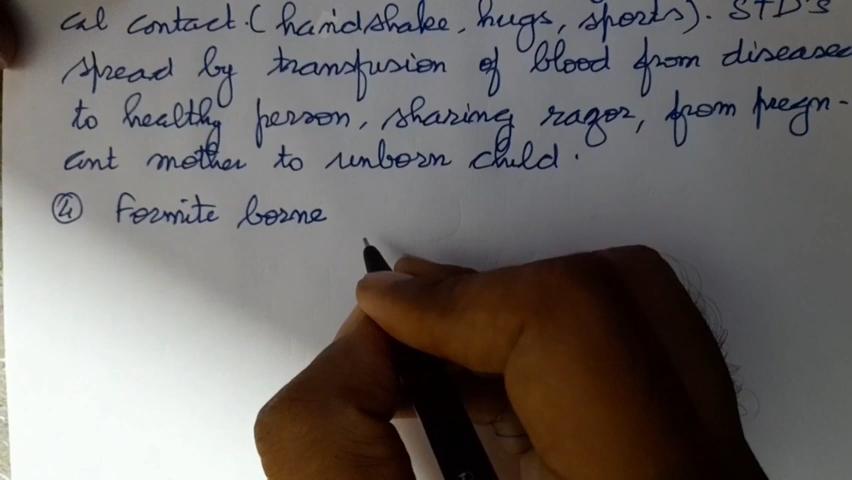 cal contact. (handshake, hugs, sports). STD's
spread by transfusion of blood from diseased
to healthy person, sharing razor, from pregn-
ant mother to unborn child.
④ Formite borne